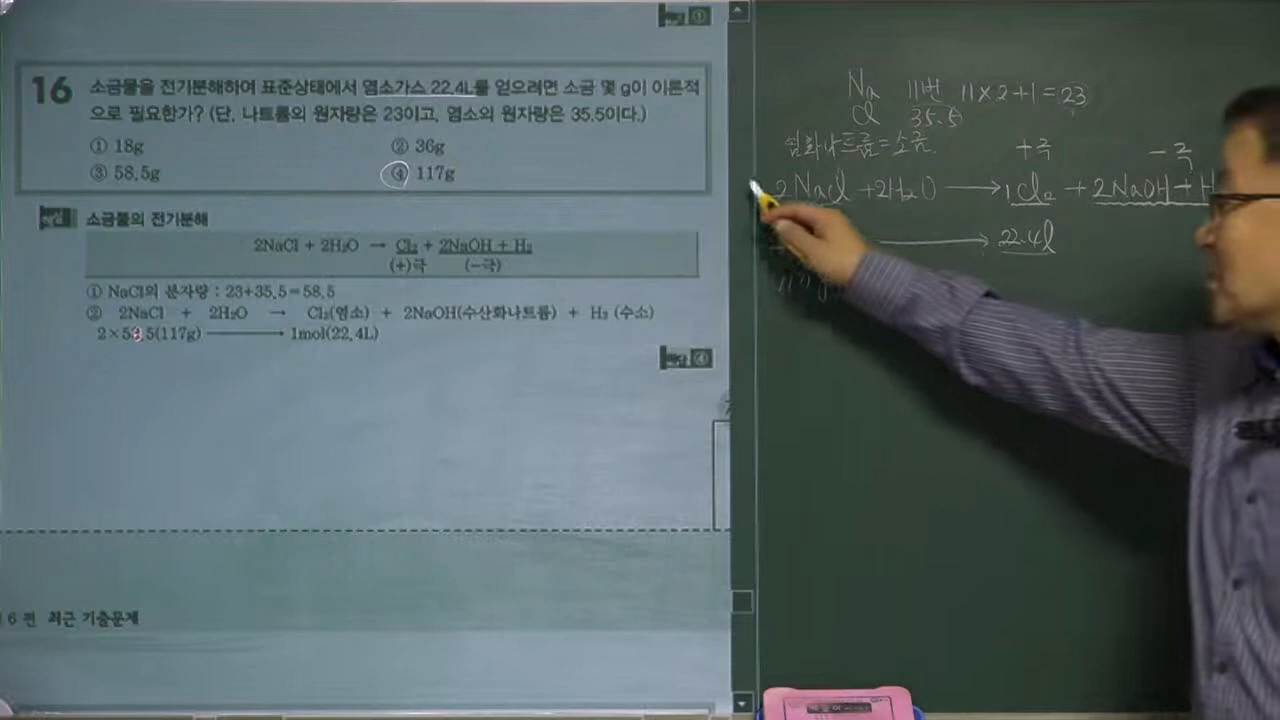 ①
16 소금물을 전기분해하여 표준상태에서 염소가스 22.4L를 얻으려면 소금 몇 g이 이론적
으로 필요한가? (단, 나트륨의 원자량은 23이고, 염소의 원자량은 35.5이다.)
① 18g ② 36g
③ 58.5g ④ 117g
소금물의 전기분해
2NaCl + 2H₂O → Cl₂ + 2NaOH + H₂
(+)극 (-극)
① NaCl의 분자량 : 23+35.5=58.5
② 2NaCl + 2H₂O → Cl₂(염소) + 2NaOH(수산화나트륨) + H₂ (수소)
2×58.5(117g) ──→ 1mol(22.4L)
④
6 편 최근 기출문제
Na 11번 11×2+1=23
Cl 35.5
염화나트륨=소금.
+극 -극
2NaCl +2H₂O → 1Cl₂ + 2NaOH + H
→ 22.4l
117g